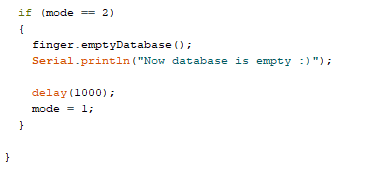 if (mode == 2)
{
finger.emptyDatabase();
Serial.println("Now database is empty :)");
delay(1000);
mode = 1;
}
}